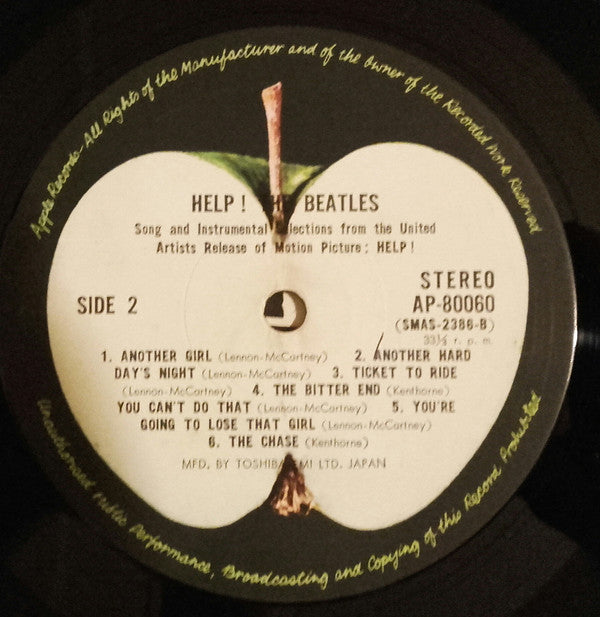 Apple Records-All Rights of the Manufacturer and of the Owner of the Recorded Work Reserved
HELP! THE BEATLES
Song and Instrumental Selections from the United
Artists Release of Motion Picture; HELP!
SIDE 2
STEREO
AP-80060
(SMAS-2386-B)
33⅓ r. p. m.
1. ANOTHER GIRL (Lennon-McCartney) 2. ANOTHER HARD
DAY'S NIGHT (Lennon-McCartney) 3. TICKET TO RIDE
(Lennon-McCartney) 4. THE BITTER END (Kenthorne)
YOU CAN'T DO THAT (Lennon-McCartney) 5. YOU'RE
GOING TO LOSE THAT GIRL (Lennon-McCartney)
6. THE CHASE (Kenthorne)
MFD. BY TOSHIBA EMI LTD. JAPAN
Unauthorised Public Performance, Broadcasting and Copying of this Record Prohibited